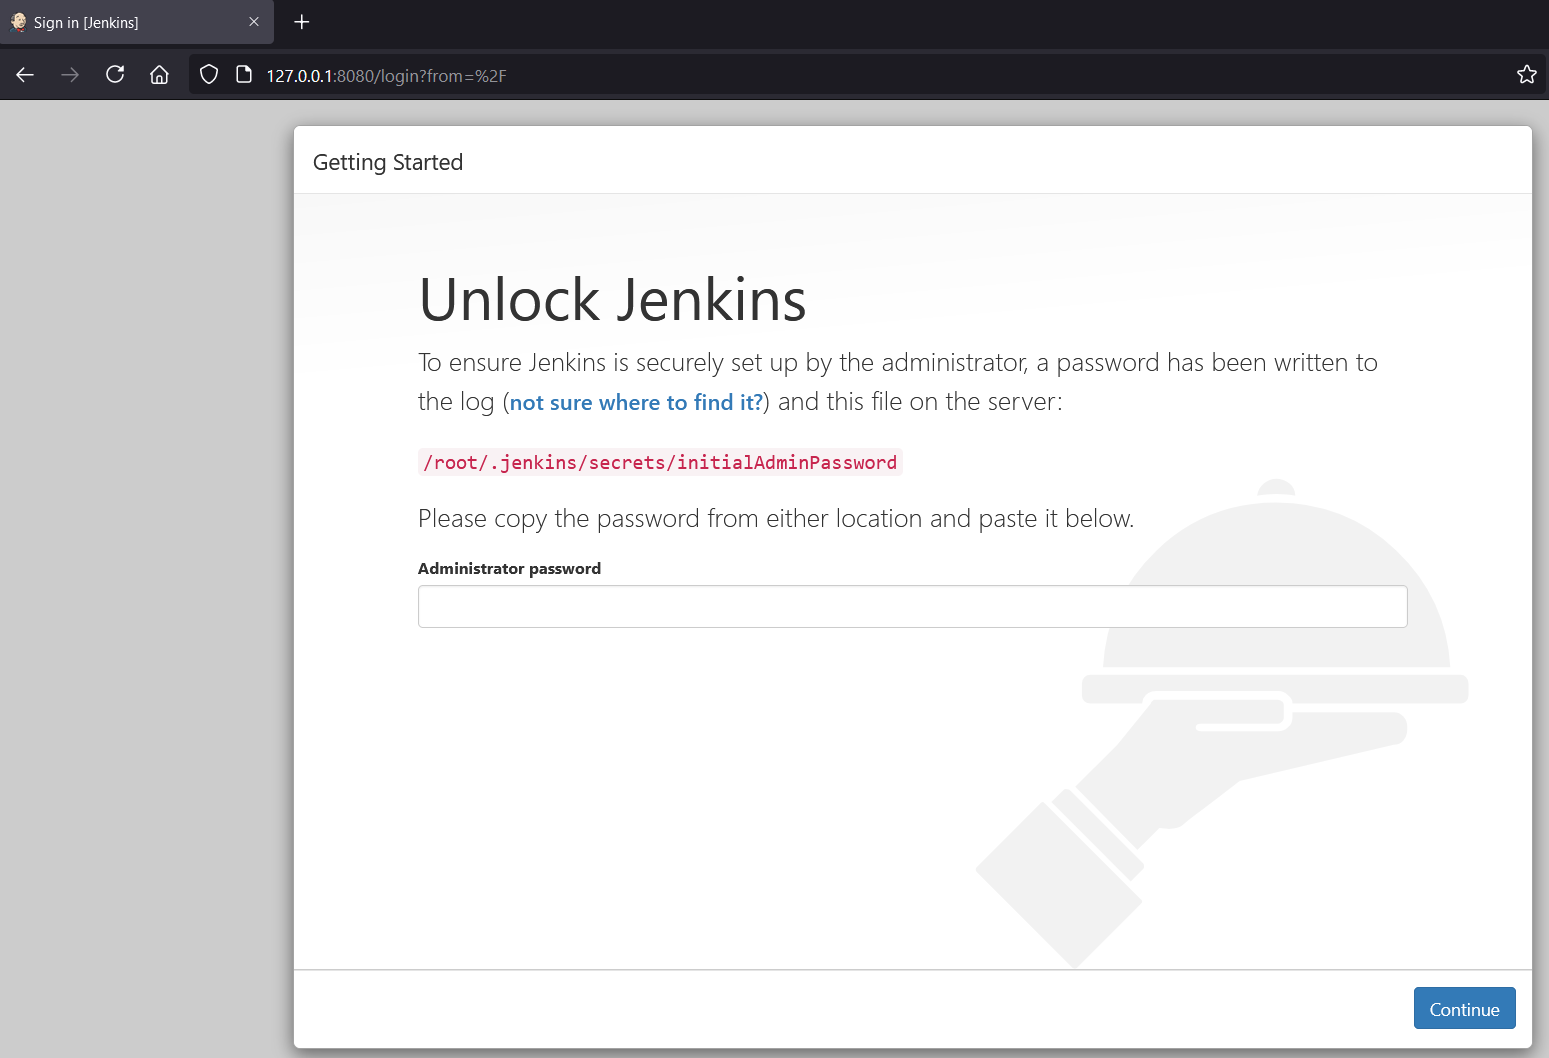 Sign in [Jenkins]
127.0.0.1:8080/login?from=%2F
Getting Started
Unlock Jenkins
To ensure Jenkins is securely set up by the administrator, a password has been written to
the log (not sure where to find it?) and this file on the server:
/root/.jenkins/secrets/initialAdminPassword
Please copy the password from either location and paste it below.
Administrator password
Continue